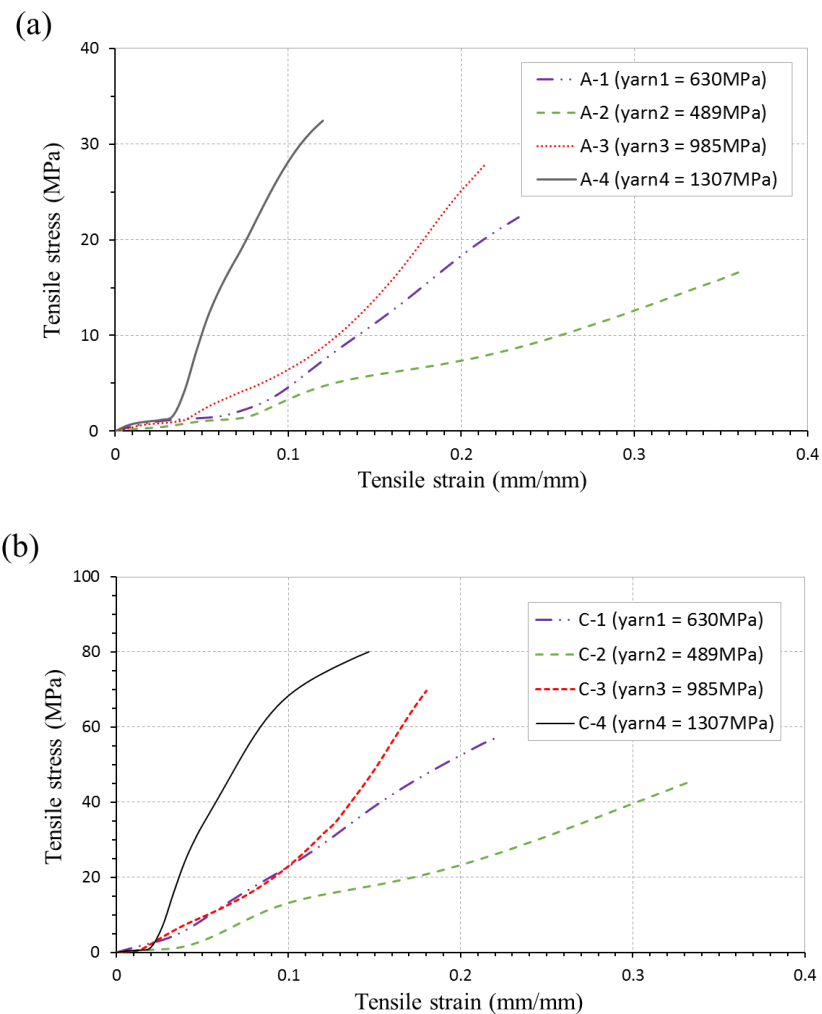 (a)
40
30
20
10
0
Tensile stress (MPa)
A-1 (yarn1 = 630MPa)
A-2 (yarn2 = 489MPa)
A-3 (yarn3 = 985MPa)
A-4 (yarn4 = 1307MPa)
0 0.1 0.2 0.3 0.4
Tensile strain (mm/mm)
(b)
100
80
60
40
20
0
Tensile stress (MPa)
C-1 (yarn1 = 630MPa)
C-2 (yarn2 = 489MPa)
C-3 (yarn3 = 985MPa)
C-4 (yarn4 = 1307MPa)
0 0.1 0.2 0.3 0.4
Tensile strain (mm/mm)